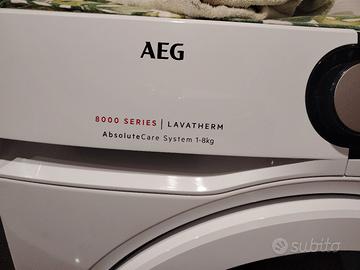 AEG
8000 SERIES | LAVATHERM
AbsoluteCare System 1-8kg
subito